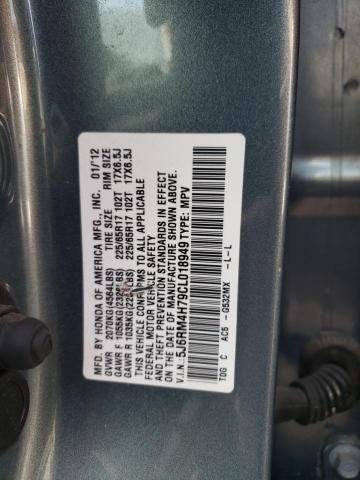 MFD. BY HONDA OF AMERICA MFG., INC. 01/12
TIRE SIZE RIM SIZE
GVWR 2070KG(4564LBS)
GAWR F 1055KG(2326LBS) 225/65R17 102T 17X6.5J
GAWR R 1035KG(2282LBS) 225/65R17 102T 17X6.5J
THIS VEHICLE CONFORMS TO ALL APPLICABLE
FEDERAL MOTOR VEHICLE SAFETY
AND THEFT PREVENTION STANDARDS IN EFFECT
ON THE DATE OF MANUFACTURE SHOWN ABOVE.
V.I.N.:5J6RM4H79CL018949 TYPE: MPV
TDG C AC5 -G532MX -L-L